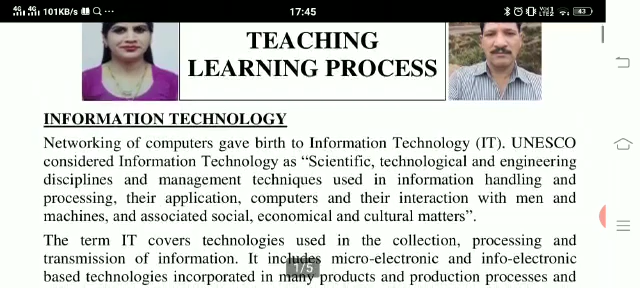 4G 4G 101KB/s Q ... 17:45 LTE2 43
TEACHING
LEARNING PROCESS
INFORMATION TECHNOLOGY
Networking of computers gave birth to Information Technology (IT). UNESCO
considered Information Technology as “Scientific, technological and engineering
disciplines and management techniques used in information handling and
processing, their application, computers and their interaction with men and
machines, and associated social, economical and cultural matters”.
The term IT covers technologies used in the collection, processing and
transmission of information. It includes micro-electronic and info-electronic
based technologies incorporated in many products and production processes and
1/5